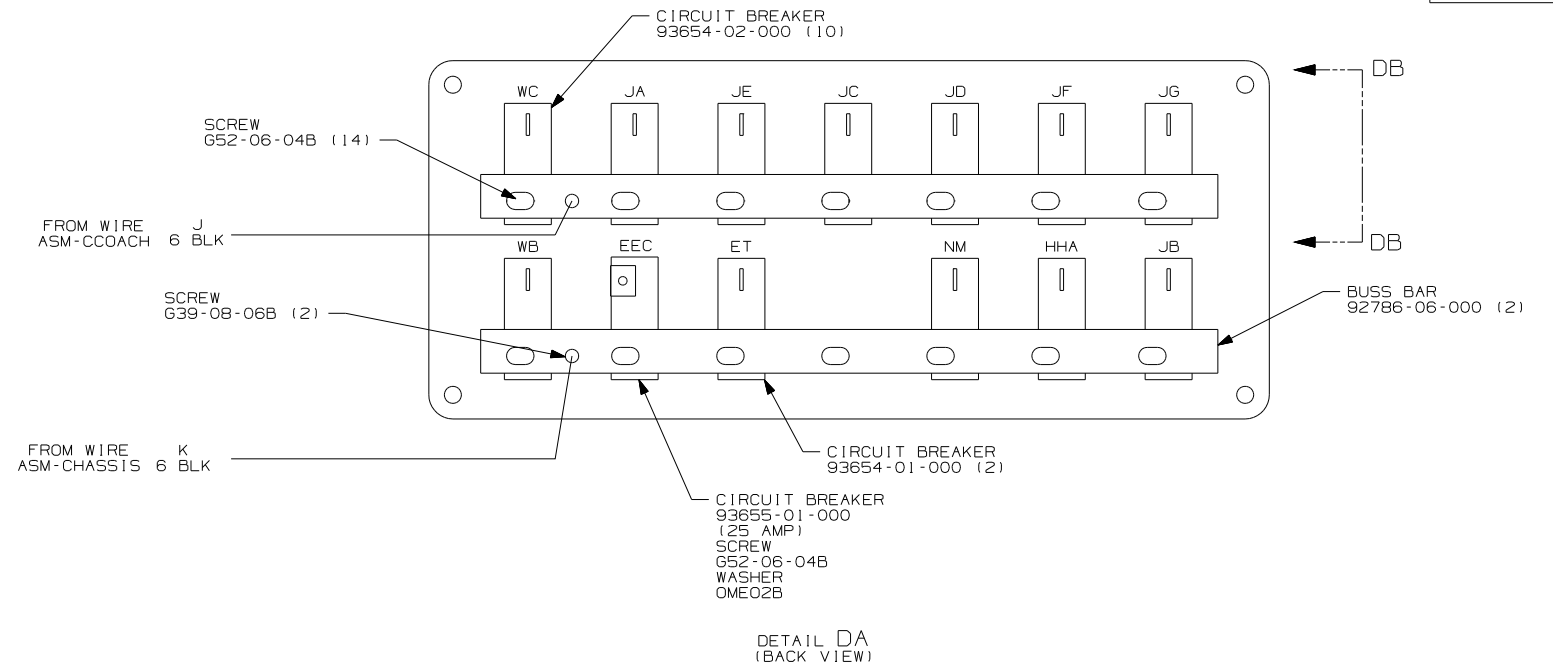 CIRCUIT BREAKER
93654-02-000 (10)
DB
WC JA JE JC JD JF JG
SCREW
G52-06-04B (14)
FROM WIRE J
ASM-CCOACH 6 BLK
DB
WB EEC ET NM HHA JB
SCREW
G39-08-06B (2)
BUSS BAR
92786-06-000 (2)
FROM WIRE K
ASM-CHASSIS 6 BLK
CIRCUIT BREAKER
93654-01-000 (2)
CIRCUIT BREAKER
93655-01-000
(25 AMP)
SCREW
G52-06-04B
WASHER
OME02B
DETAIL DA
(BACK VIEW)